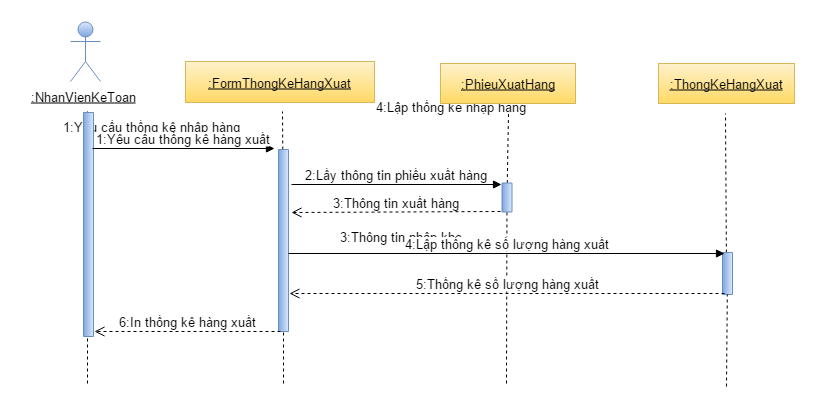 :NhanVienKeToan
:FormThongKeHangXuat
:PhieuXuatHang
:ThongKeHangXuat
4:Lập thống kê nhập hàng
1:Yêu cầu thống kê nhập hàng
1:Yêu cầu thống kê hàng xuất
2:Lấy thông tin phiếu xuất hàng
3:Thông tin xuất hàng
3:Thông tin nhập kho
4:Lập thống kê số lượng hàng xuất
5:Thống kê số lượng hàng xuất
6:In thống kê hàng xuất